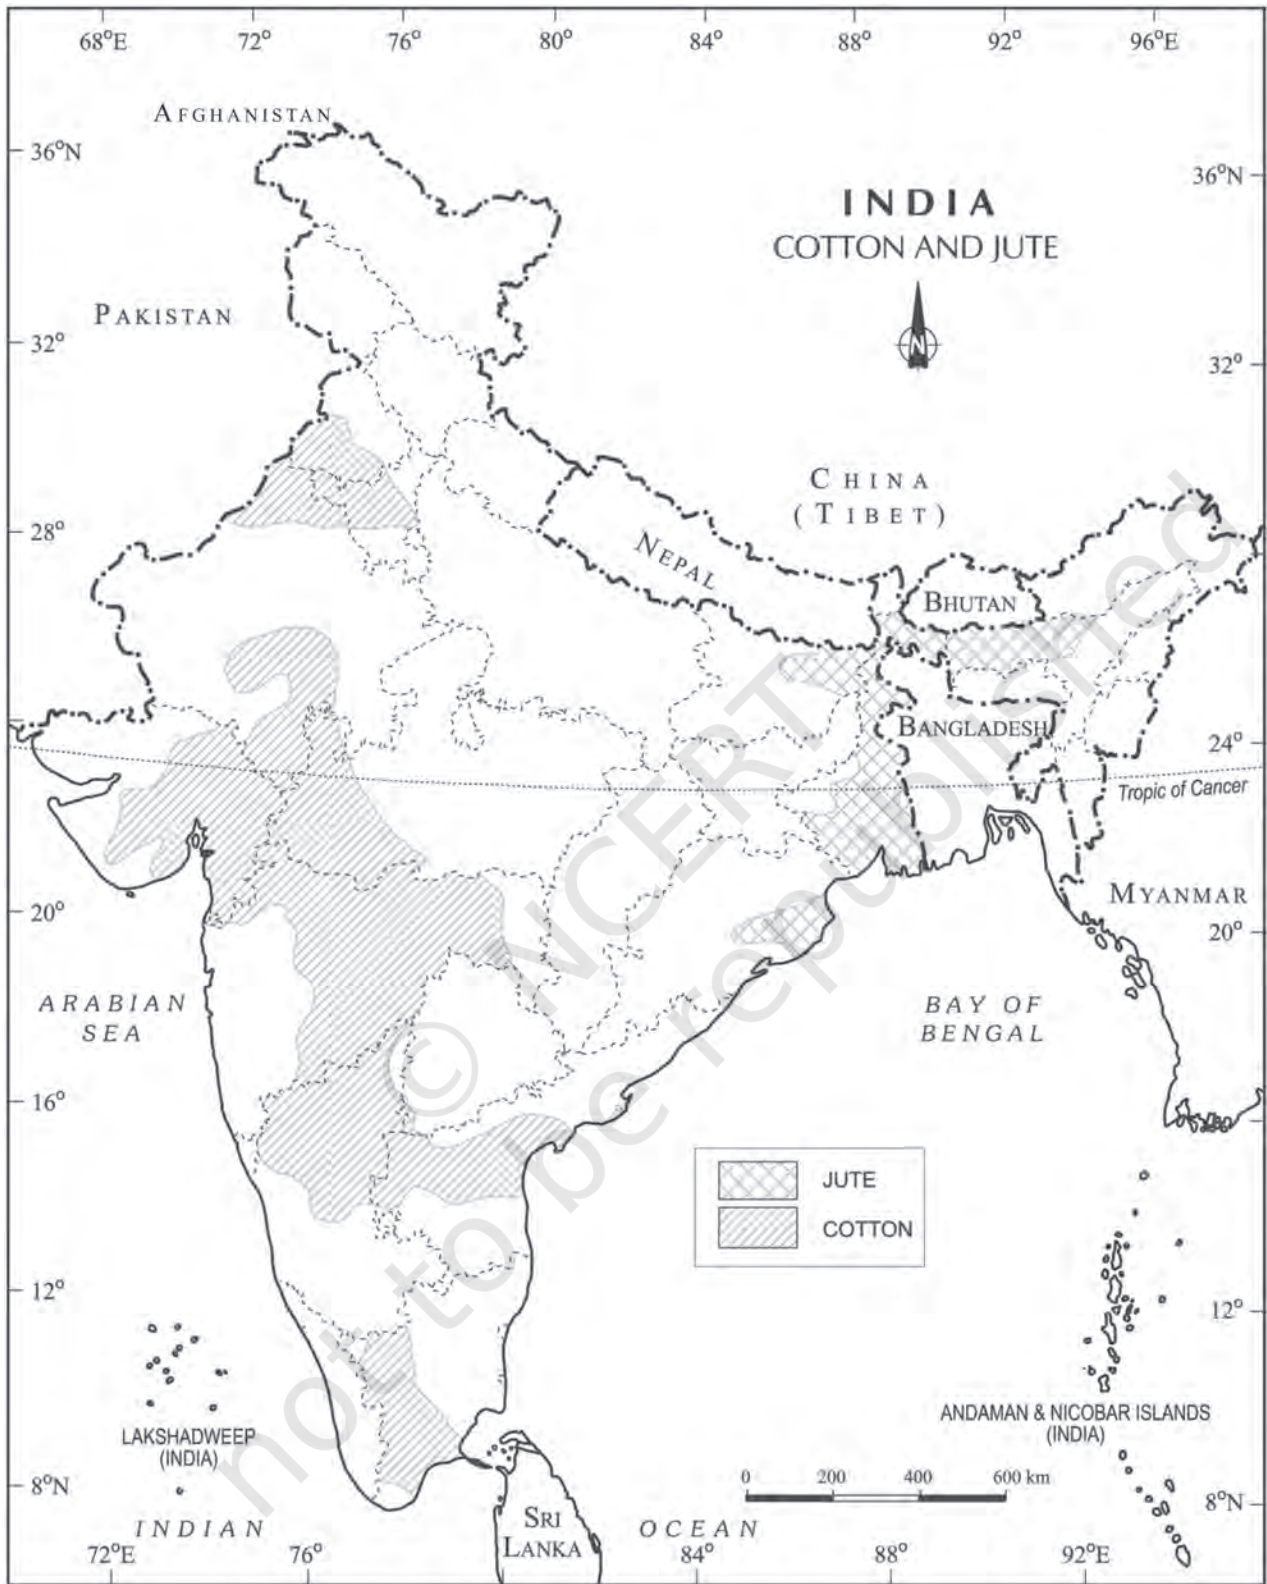 68°E 72° 76° 80° 84° 88° 92° 96°E
AFGHANISTAN
36°N
36°N
INDIA
COTTON AND JUTE
N
PAKISTAN
32°
32°
CHINA
(TIBET)
28°
28°
NEPAL
BHUTAN
BANGLADESH
24°
Tropic of Cancer
MYANMAR
20°
20°
ARABIAN
SEA
BAY OF
BENGAL
16°
16°
JUTE
COTTON
12°
12°
LAKSHADWEEP
(INDIA)
ANDAMAN & NICOBAR ISLANDS
(INDIA)
0 200 400 600 km
8°N
8°N
SRI
LANKA
INDIAN
OCEAN
72°E 76° 84° 88° 92°E
© NCERT
not to be republished